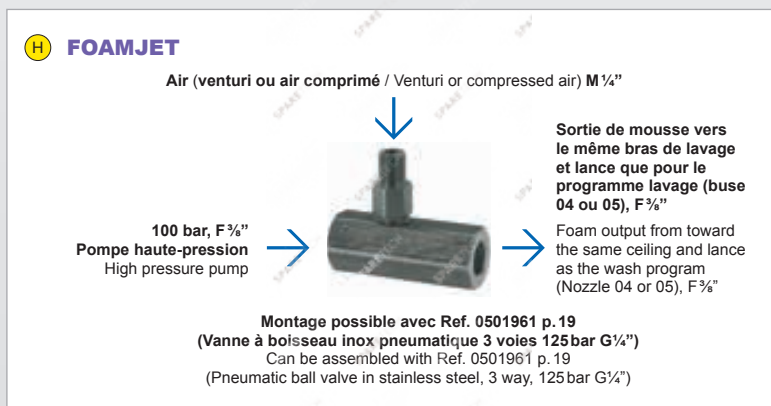 H FOAMJET
Air (venturi ou air comprimé / Venturi or compressed air) M ¼”
Sortie de mousse vers
le même bras de lavage
et lance que pour le
programme lavage (buse
04 ou 05), F ⅜”
Foam output from toward
the same ceiling and lance
as the wash program
(Nozzle 04 or 05), F ⅜”
100 bar, F ⅜”
Pompe haute-pression
High pressure pump
Montage possible avec Ref. 0501961 p. 19
(Vanne à boisseau inox pneumatique 3 voies 125 bar G¼”)
Can be assembled with Ref. 0501961 p. 19
(Pneumatic ball valve in stainless steel, 3 way, 125 bar G¼”)